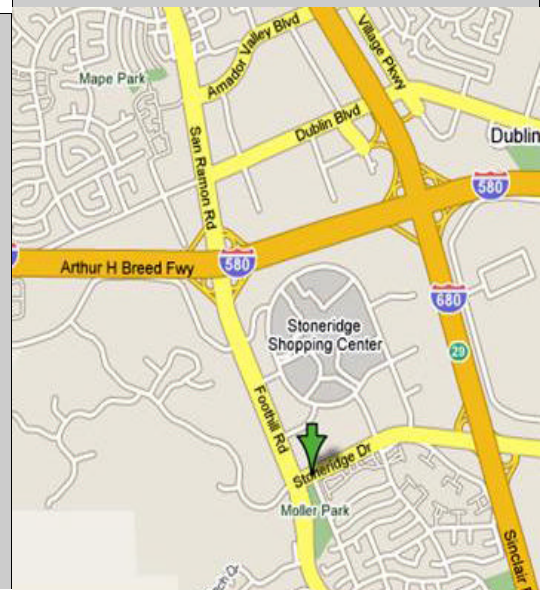 Amador Valley Blvd
Village Pkwy
Mape Park
Dublin Blvd
Dublin
San Ramon Rd
580
Arthur H Breed Fwy
580
680
Stoneridge
Shopping Center
29
Foothill Rd
Stoneridge Dr
Moller Park
Sinclair